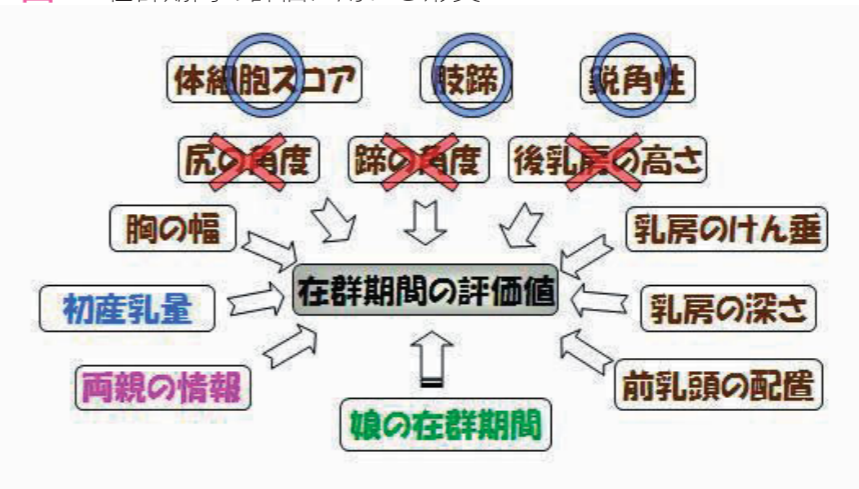 体細胞スコア
肢蹄
鋭角性
尻の角度
蹄の角度
後乳房の高さ
胸の幅
乳房のけん垂
在群期間の評価値
初産乳量
乳房の深さ
両親の情報
前乳頭の配置
娘の在群期間